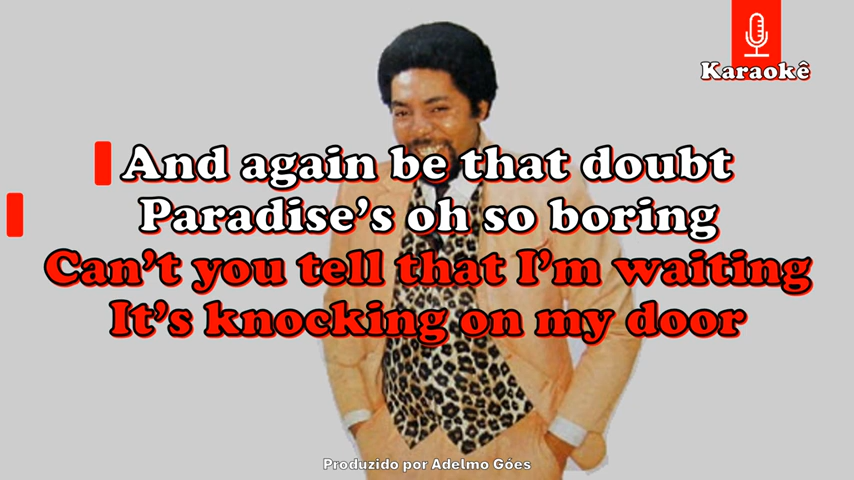 Karaokê
And again be that doubt
Paradise's oh so boring
Can't you tell that I'm waiting
It's knocking on my door
Produzido por Adelmo Góes